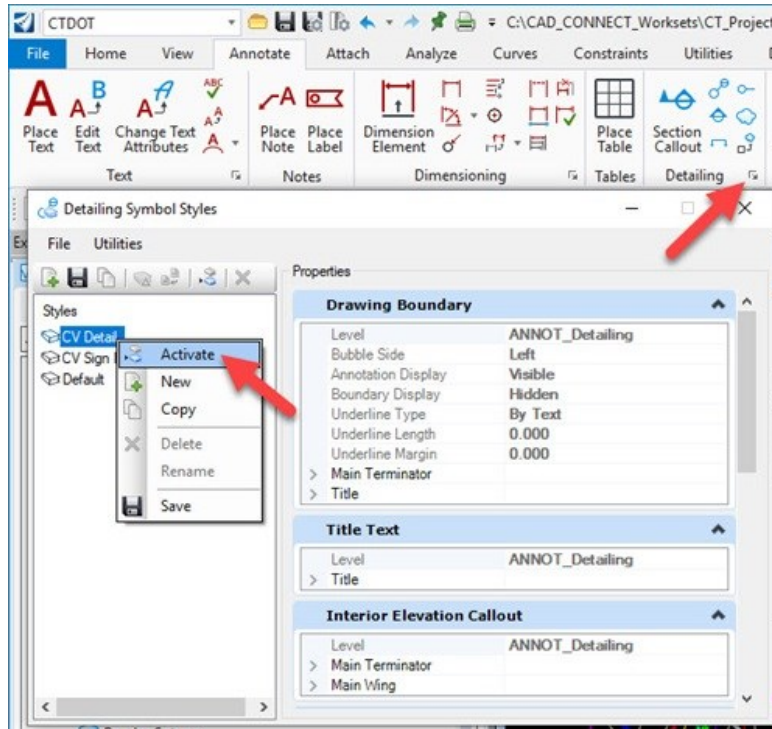 CTDOT
C:\CAD_CONNECT_Worksets\CT_Project
File Home View Annotate Attach Analyze Curves Constraints Utilities
Place Text
Edit Text
Change Text Attributes
ABC
Place Note
Place Label
Dimension Element
Place Table
Section Callout
Text Notes Dimensioning Tables Detailing
Detailing Symbol Styles
Ex
File Utilities
Styles
CV Detail
CV Sign
Default
Activate
New
Copy
Delete
Rename
Save
Properties
Drawing Boundary
Level ANNOT_Detailing
Bubble Side Left
Annotation Display Visible
Boundary Display Hidden
Underline Type By Text
Underline Length 0.000
Underline Margin 0.000
Main Terminator
Title
Title Text
Level ANNOT_Detailing
Title
Interior Elevation Callout
Level ANNOT_Detailing
Main Terminator
Main Wing